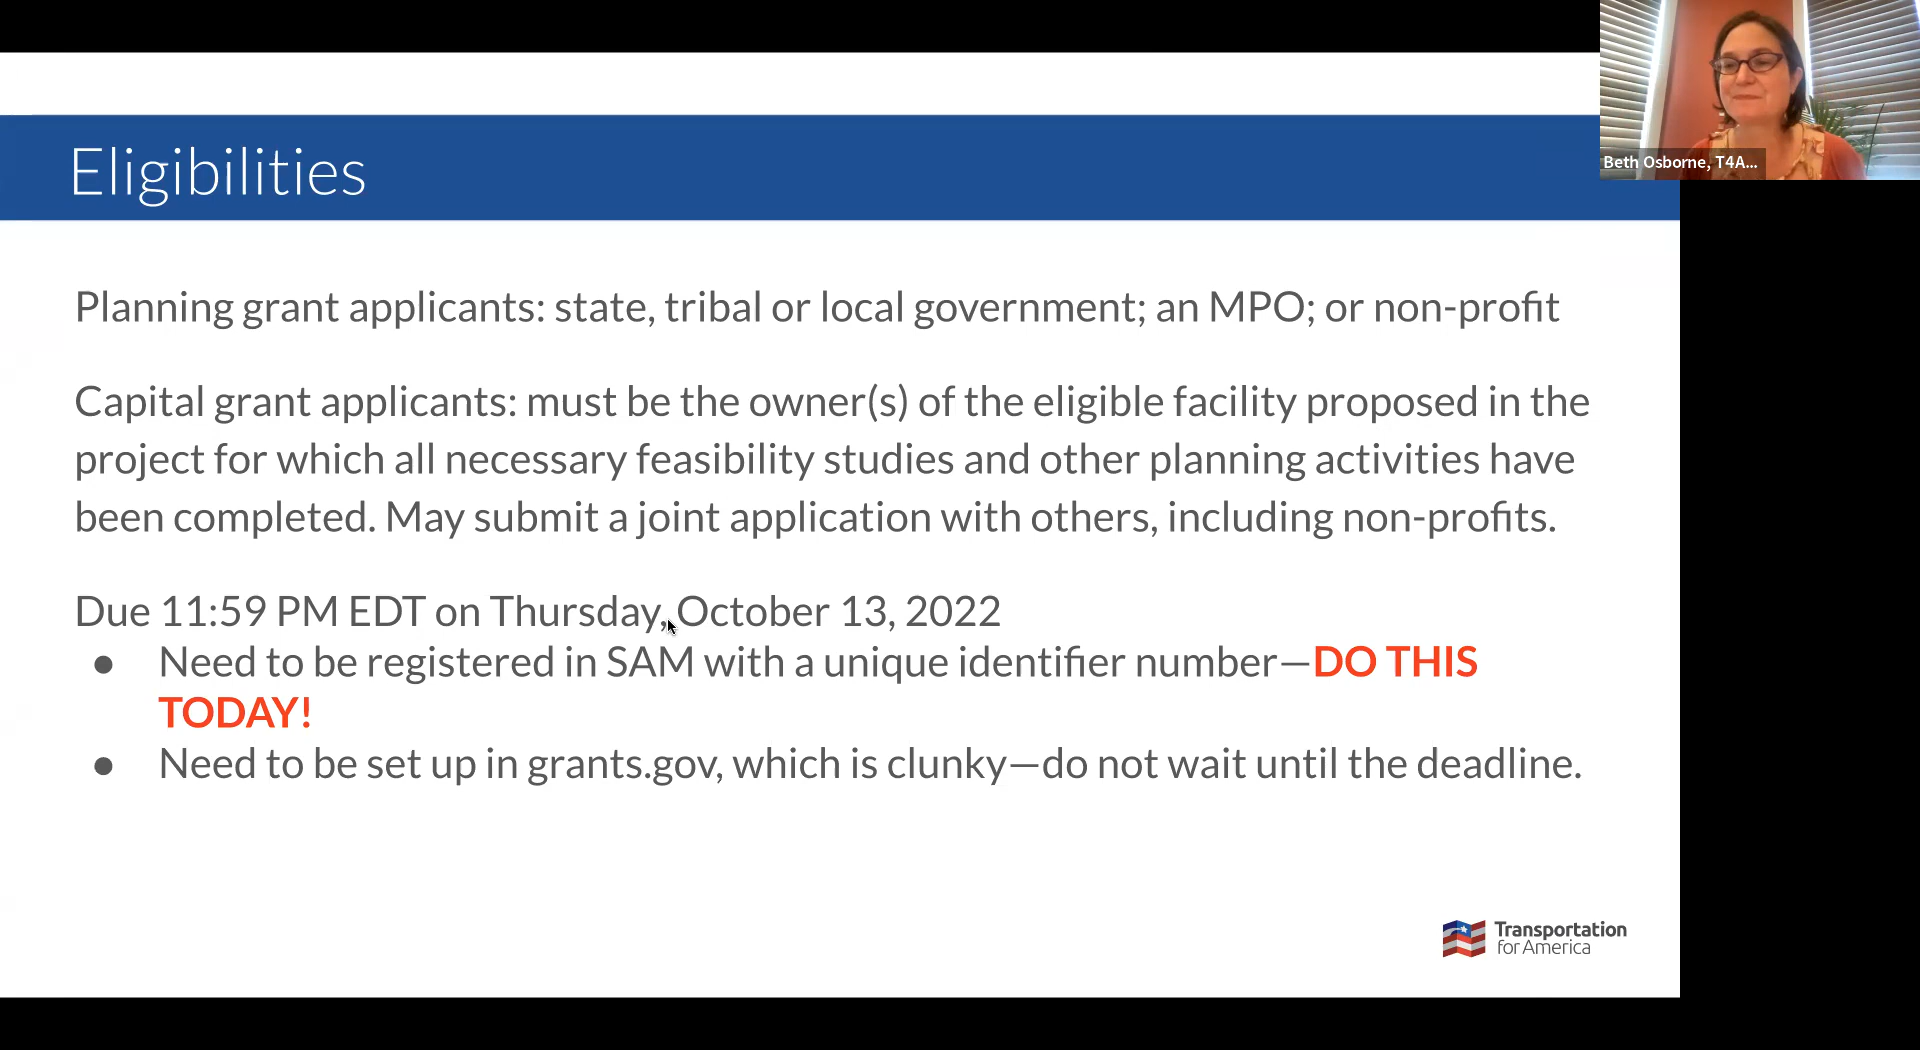 Eligibilities
Beth Osborne, T4A...
Planning grant applicants: state, tribal or local government; an MPO; or non-profit
Capital grant applicants: must be the owner(s) of the eligible facility proposed in the
project for which all necessary feasibility studies and other planning activities have
been completed. May submit a joint application with others, including non-profits.
Due 11:59 PM EDT on Thursday, October 13, 2022
● Need to be registered in SAM with a unique identifier number—DO THIS
TODAY!
● Need to be set up in grants.gov, which is clunky—do not wait until the deadline.
Transportation
for America